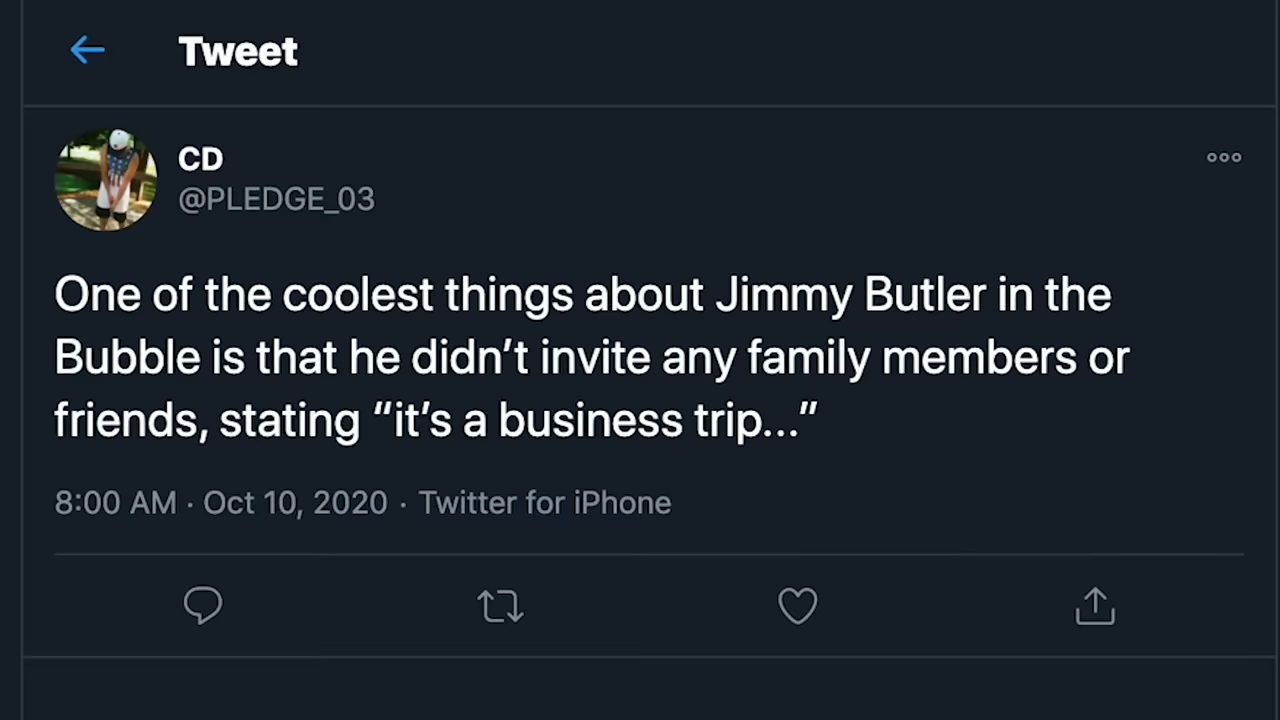 Tweet
CD
@PLEDGE_03
One of the coolest things about Jimmy Butler in the
Bubble is that he didn’t invite any family members or
friends, stating “it’s a business trip...”
8:00 AM · Oct 10, 2020 · Twitter for iPhone